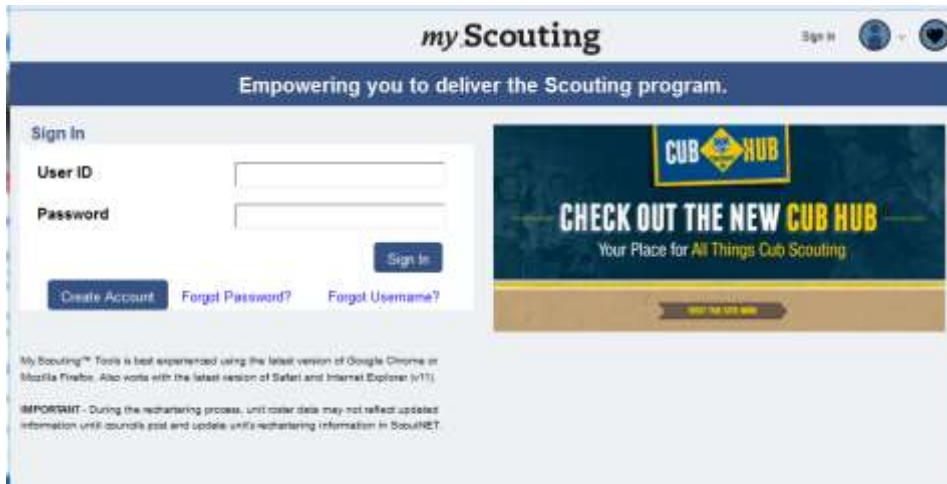 my.Scouting
Sign In
Empowering you to deliver the Scouting program.
Sign In
User ID
Password
Sign In
Create Account Forgot Password? Forgot Username?
CUB HUB
CHECK OUT THE NEW CUB HUB
Your Place for All Things Cub Scouting
VISIT THE SITE NOW
My.Scouting™ Tools is best experienced using the latest version of Google Chrome or
Mozilla Firefox. Also works with the latest version of Safari and Internet Explorer (v11).
IMPORTANT - During the rechartering process, unit roster data may not reflect updated
information until councils post and update unit's rechartering information in ScoutNET.